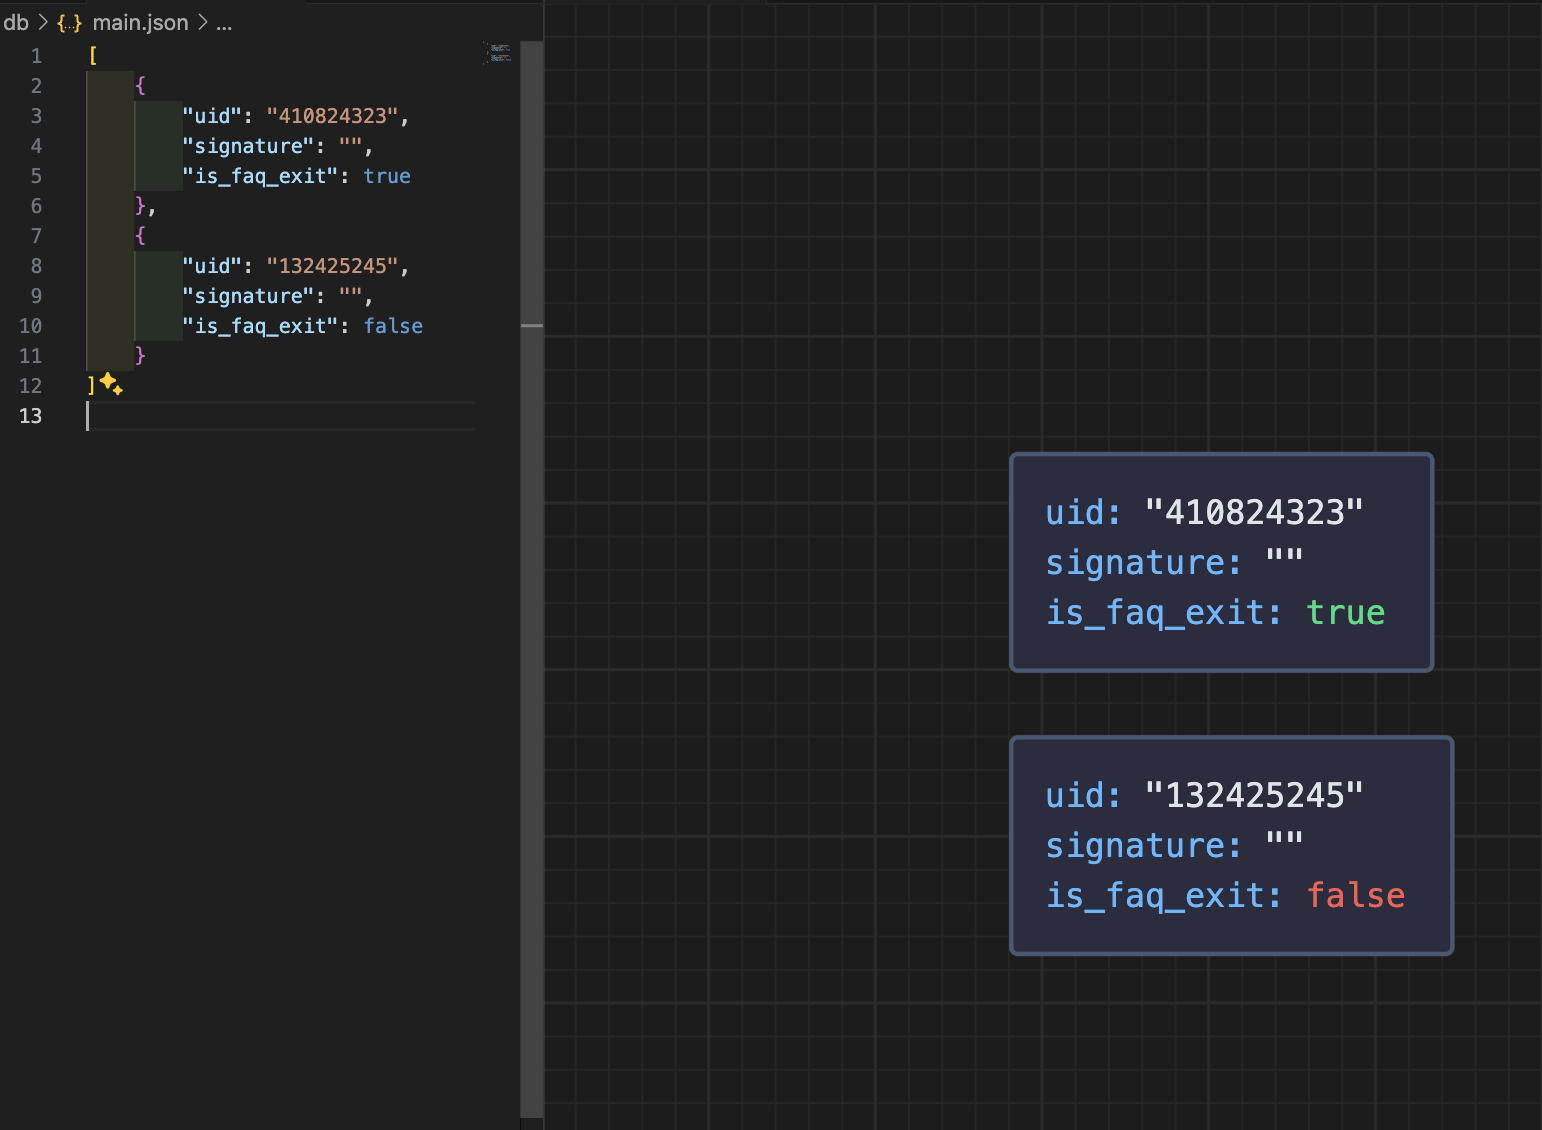 db > {..} main.json > ...
1 [
2 {
3 "uid": "410824323",
4 "signature": "",
5 "is_faq_exit": true
6 },
7 {
8 "uid": "132425245",
9 "signature": "",
10 "is_faq_exit": false
11 }
12 ]
13
uid: "410824323"
signature: ""
is_faq_exit: true
uid: "132425245"
signature: ""
is_faq_exit: false